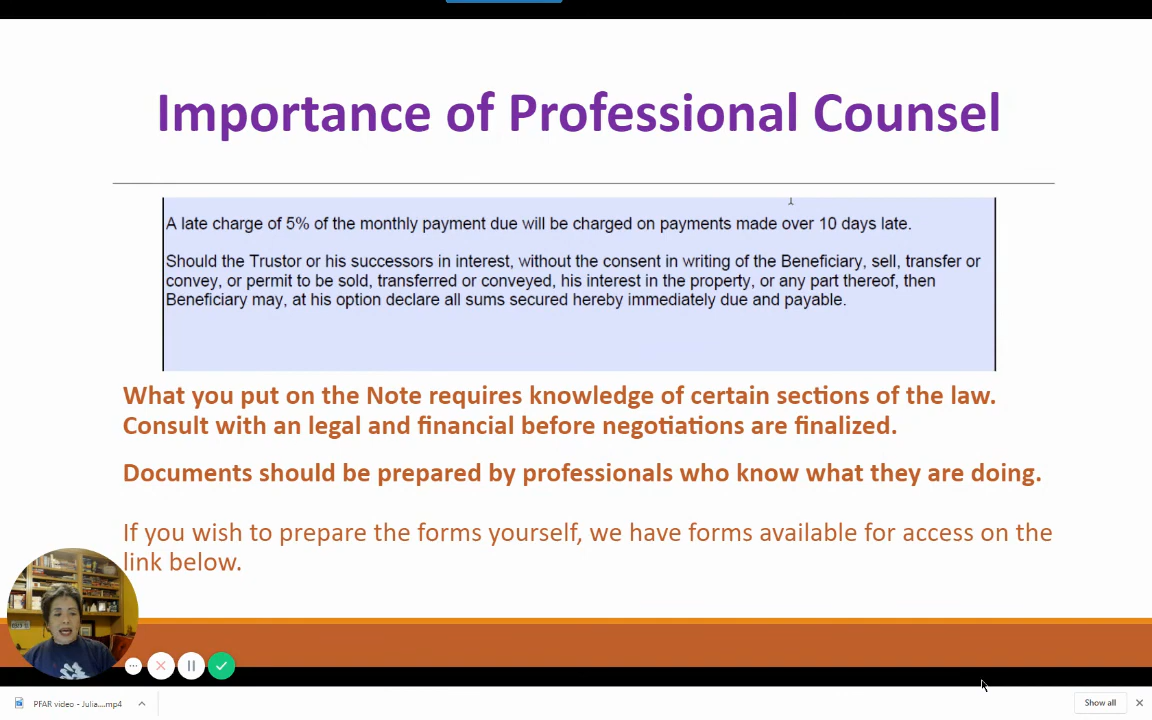 Importance of Professional Counsel
A late charge of 5% of the monthly payment due will be charged on payments made over 10 days late.
Should the Trustor or his successors in interest, without the consent in writing of the Beneficiary, sell, transfer or
convey, or permit to be sold, transferred or conveyed, his interest in the property, or any part thereof, then
Beneficiary may, at his option declare all sums secured hereby immediately due and payable.
What you put on the Note requires knowledge of certain sections of the law.
Consult with an legal and financial before negotiations are finalized.
Documents should be prepared by professionals who know what they are doing.
If you wish to prepare the forms yourself, we have forms available for access on the
link below.
PFAR video - Julia....mp4
Show all